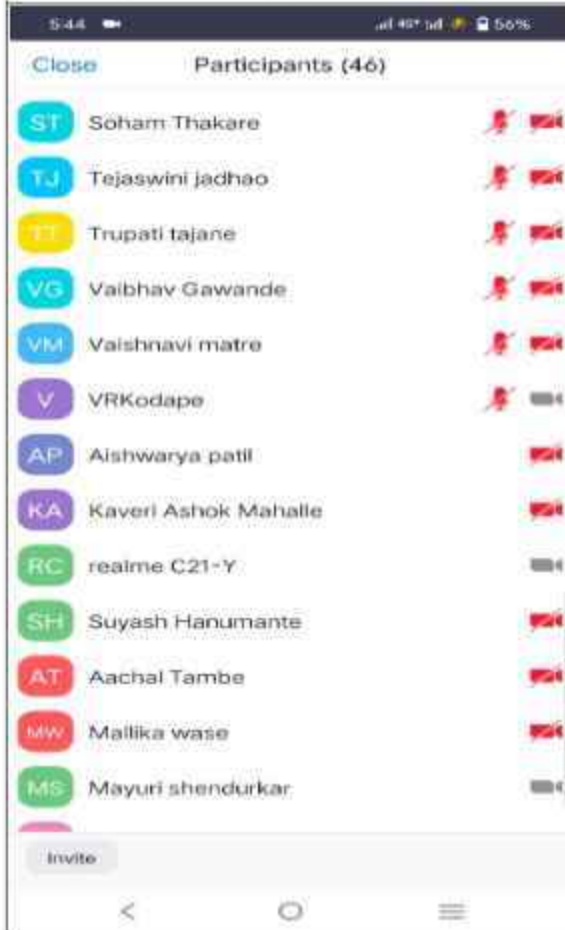 5:44 56%
Close Participants (46)
ST Soham Thakare
TJ Tejaswini jadhao
TT Trupati tajane
VG Vaibhav Gawande
VM Vaishnavi matre
V VRKodape
AP Aishwarya patil
KA Kaveri Ashok Mahalle
RC realme C21-Y
SH Suyash Hanumante
AT Aachal Tambe
MW Mallika wase
MS Mayuri shendurkar
Invite